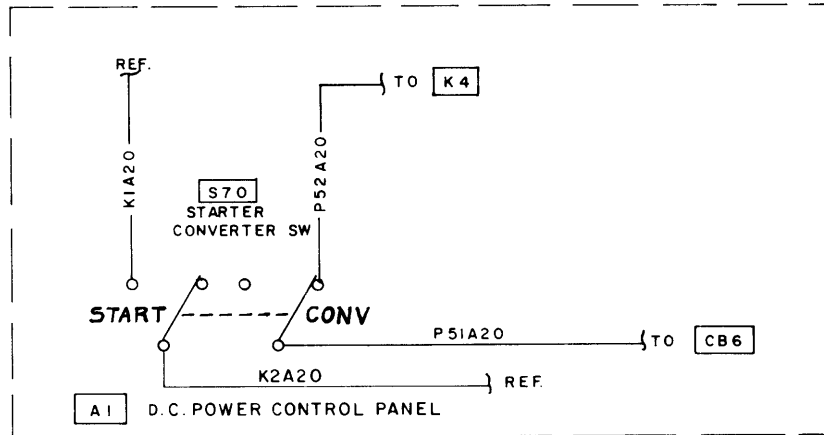 REF.
TO K4
K1A20
P52A20
S70
STARTER
CONVERTER SW
START
CONV
P51A20
TO CB6
K2A20
REF.
A1 D.C. POWER CONTROL PANEL